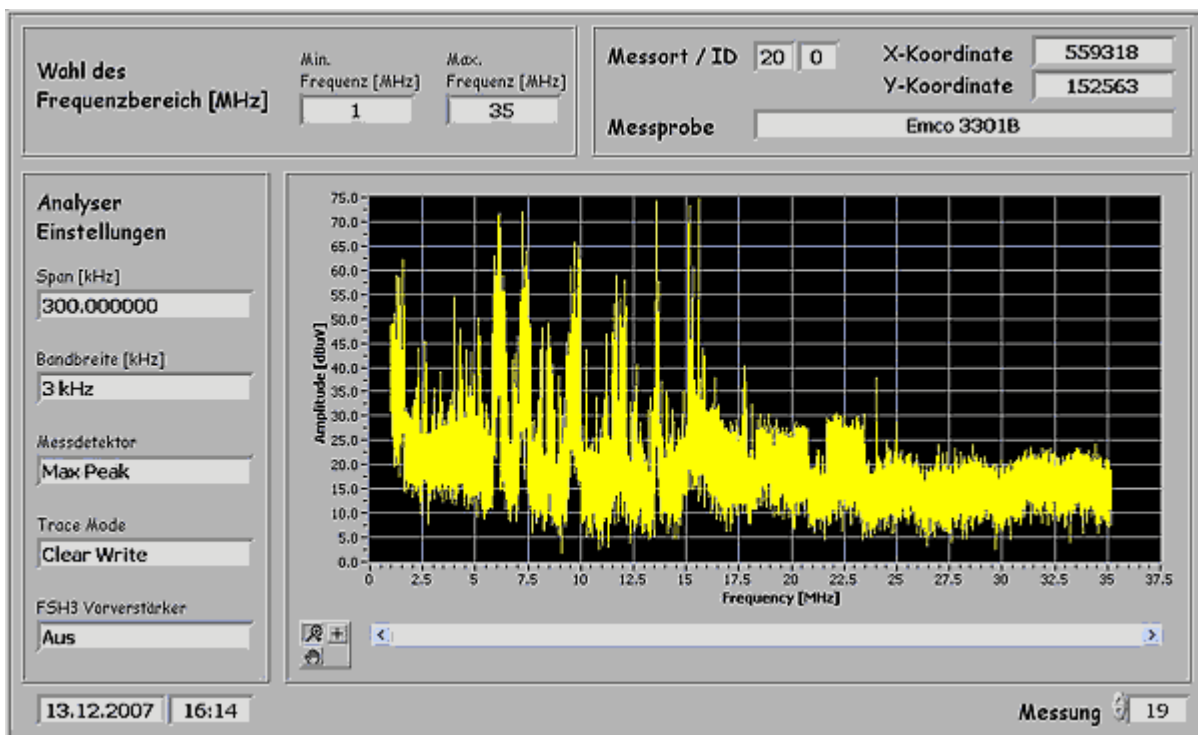 Wahl des
Frequenzbereich [MHz]
Min.
Frequenz [MHz]
1
Max.
Frequenz [MHz]
35
Messort / ID 20 0
X-Koordinate 559318
Y-Koordinate 152563
Messprobe Emco 3301B
Analyser
Einstellungen
Span [kHz]
300.000000
Bandbreite [kHz]
3 kHz
Messdetektor
Max Peak
Trace Mode
Clear Write
FSH3 Vorverstärker
Aus
Amplitude [dBuV]
75.0
70.0
65.0
60.0
55.0
50.0
45.0
40.0
35.0
30.0
25.0
20.0
15.0
10.0
5.0
0.0
0 2.5 5 7.5 10 12.5 15 17.5 20 22.5 25 27.5 30 32.5 35 37.5
Frequency [MHz]
13.12.2007 16:14
Messung 19